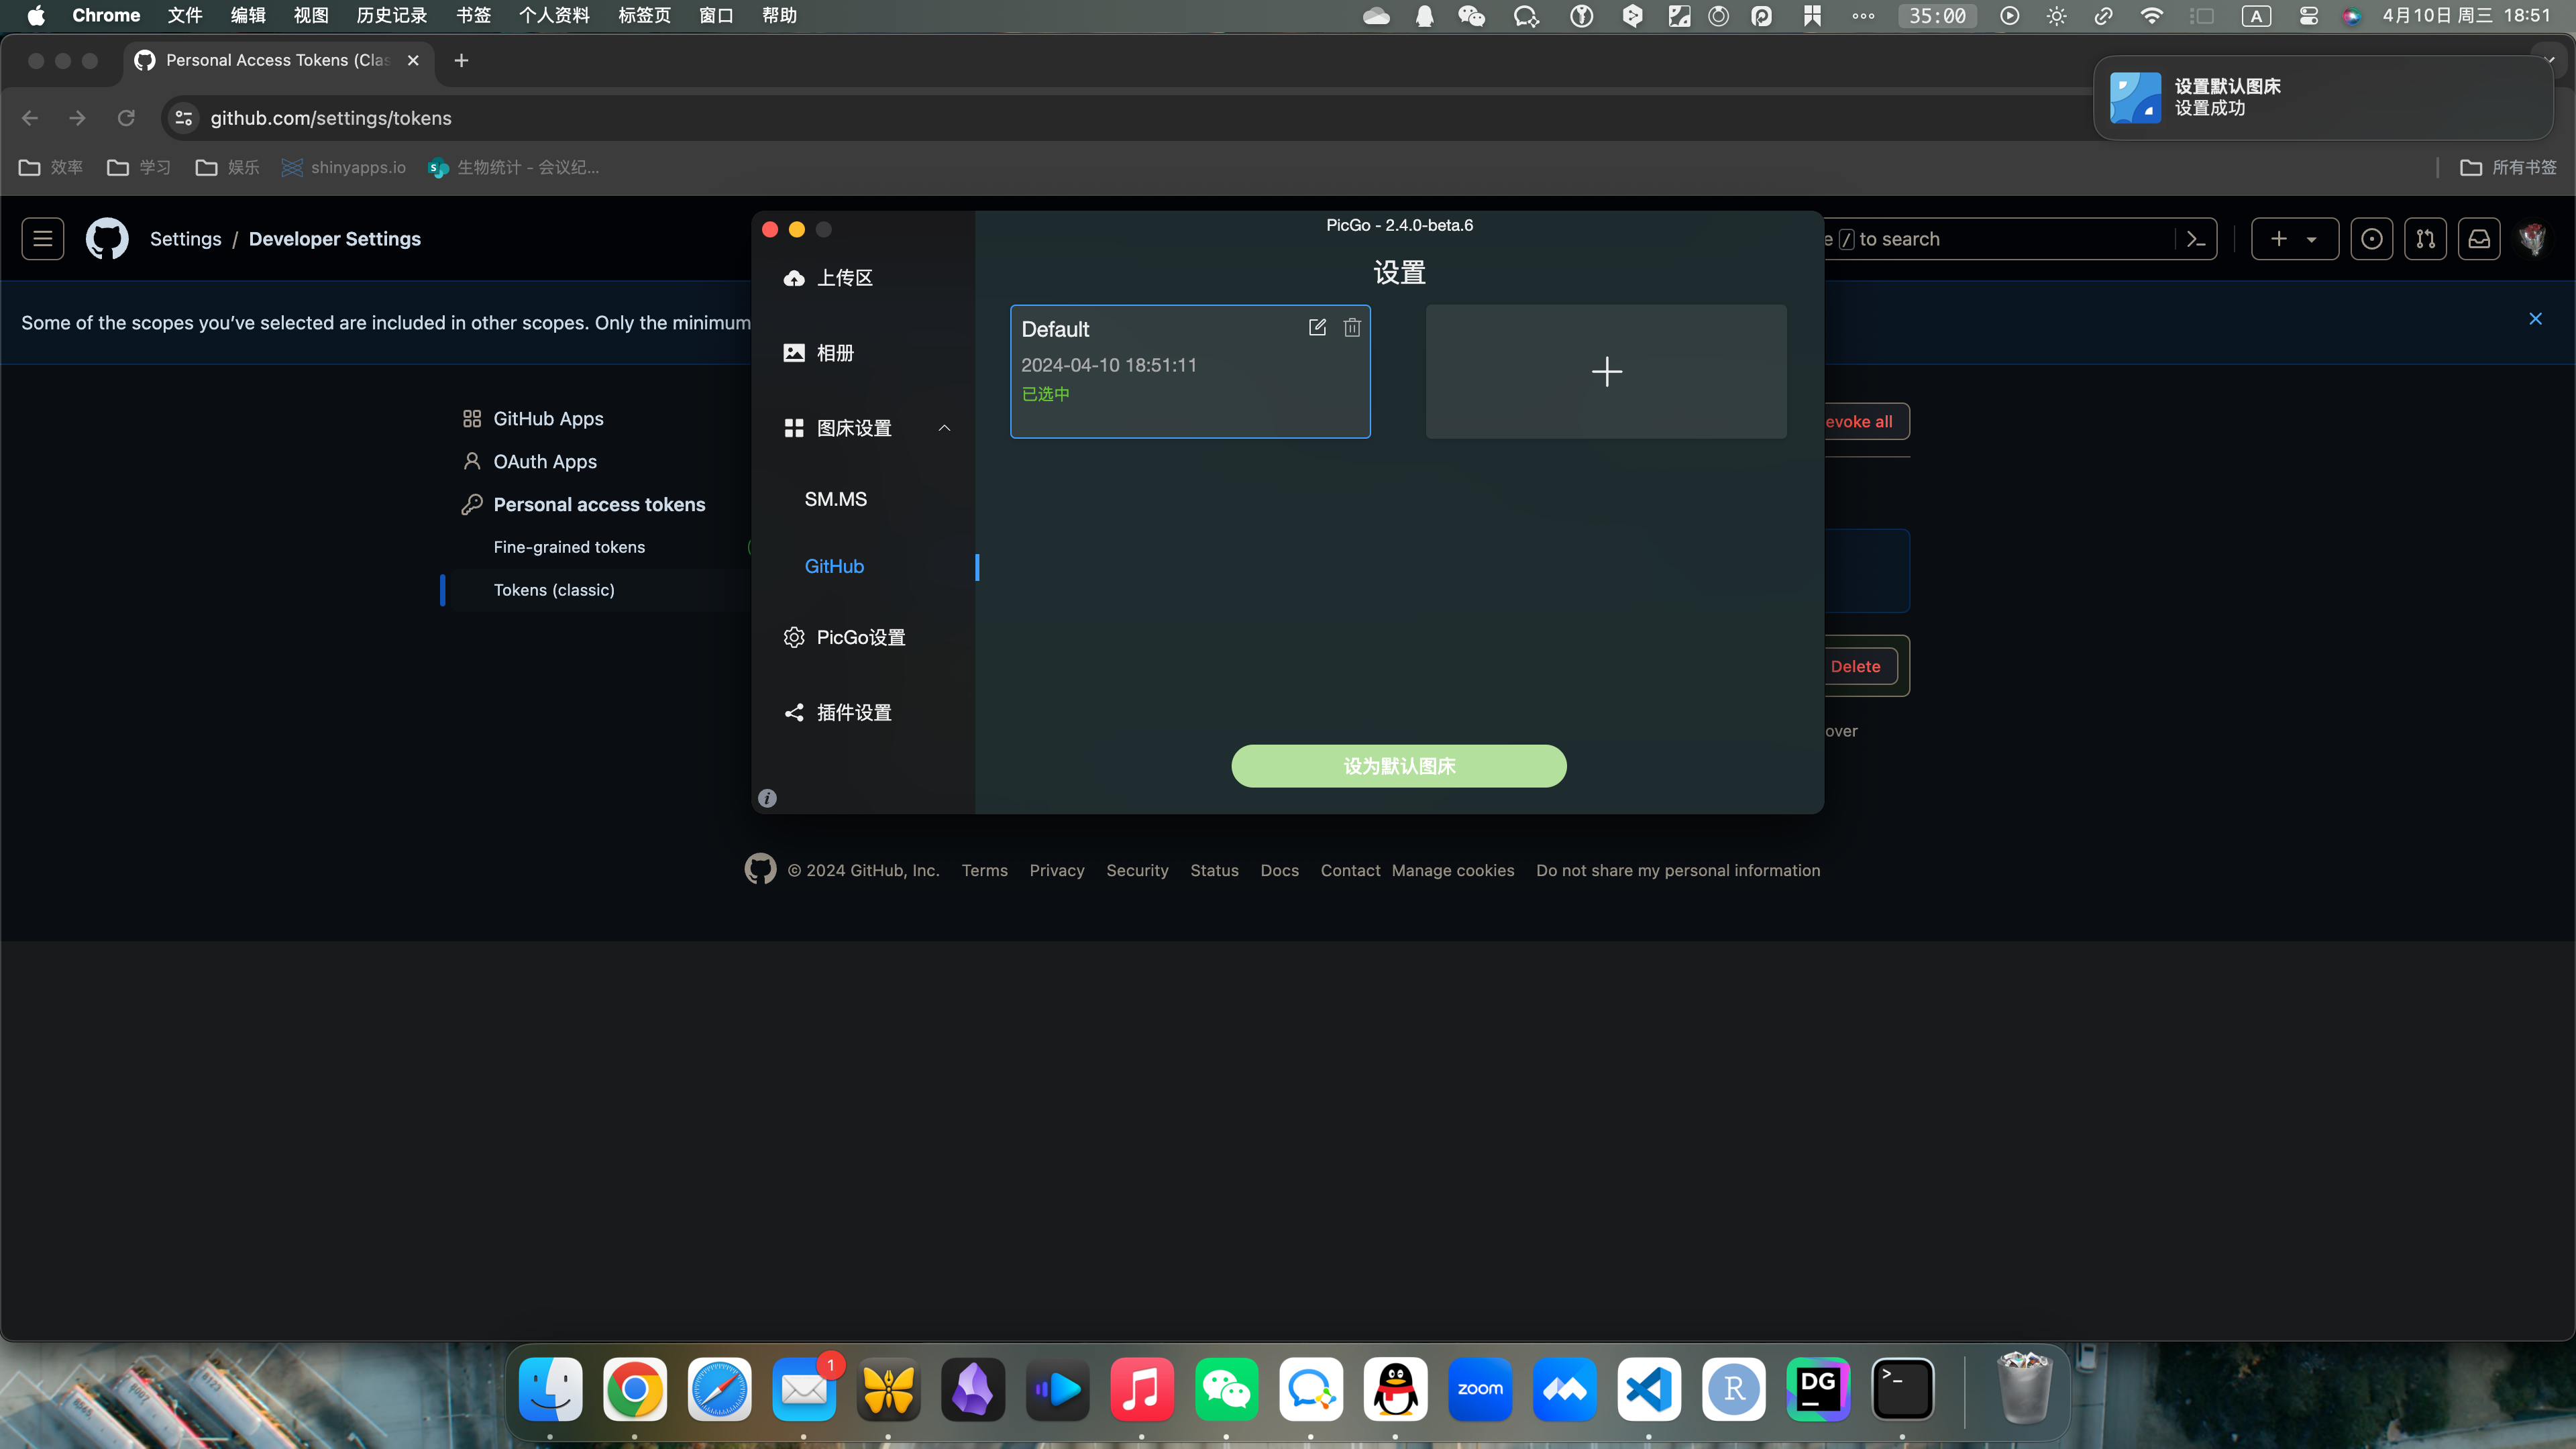 Chrome 文件 编辑 视图 历史记录 书签 个人资料 标签页 窗口 帮助 35:00 A 4月10日 周三 18:51
Personal Access Tokens (Clas
设置默认图床
设置成功
github.com/settings/tokens
效率 学习 娱乐 shinyapps.io 生物统计 - 会议纪... 所有书签
Settings / Developer Settings
e / to search
Some of the scopes you’ve selected are included in other scopes. Only the minimum
GitHub Apps
OAuth Apps
Personal access tokens
Fine-grained tokens
Tokens (classic)
PicGo - 2.4.0-beta.6
上传区
相册
图床设置
SM.MS
GitHub
PicGo设置
插件设置
设置
Default
2024-04-10 18:51:11
已选中
设为默认图床
evoke all
Delete
over
© 2024 GitHub, Inc. Terms Privacy Security Status Docs Contact Manage cookies Do not share my personal information
1
zoom
R
DG
>_